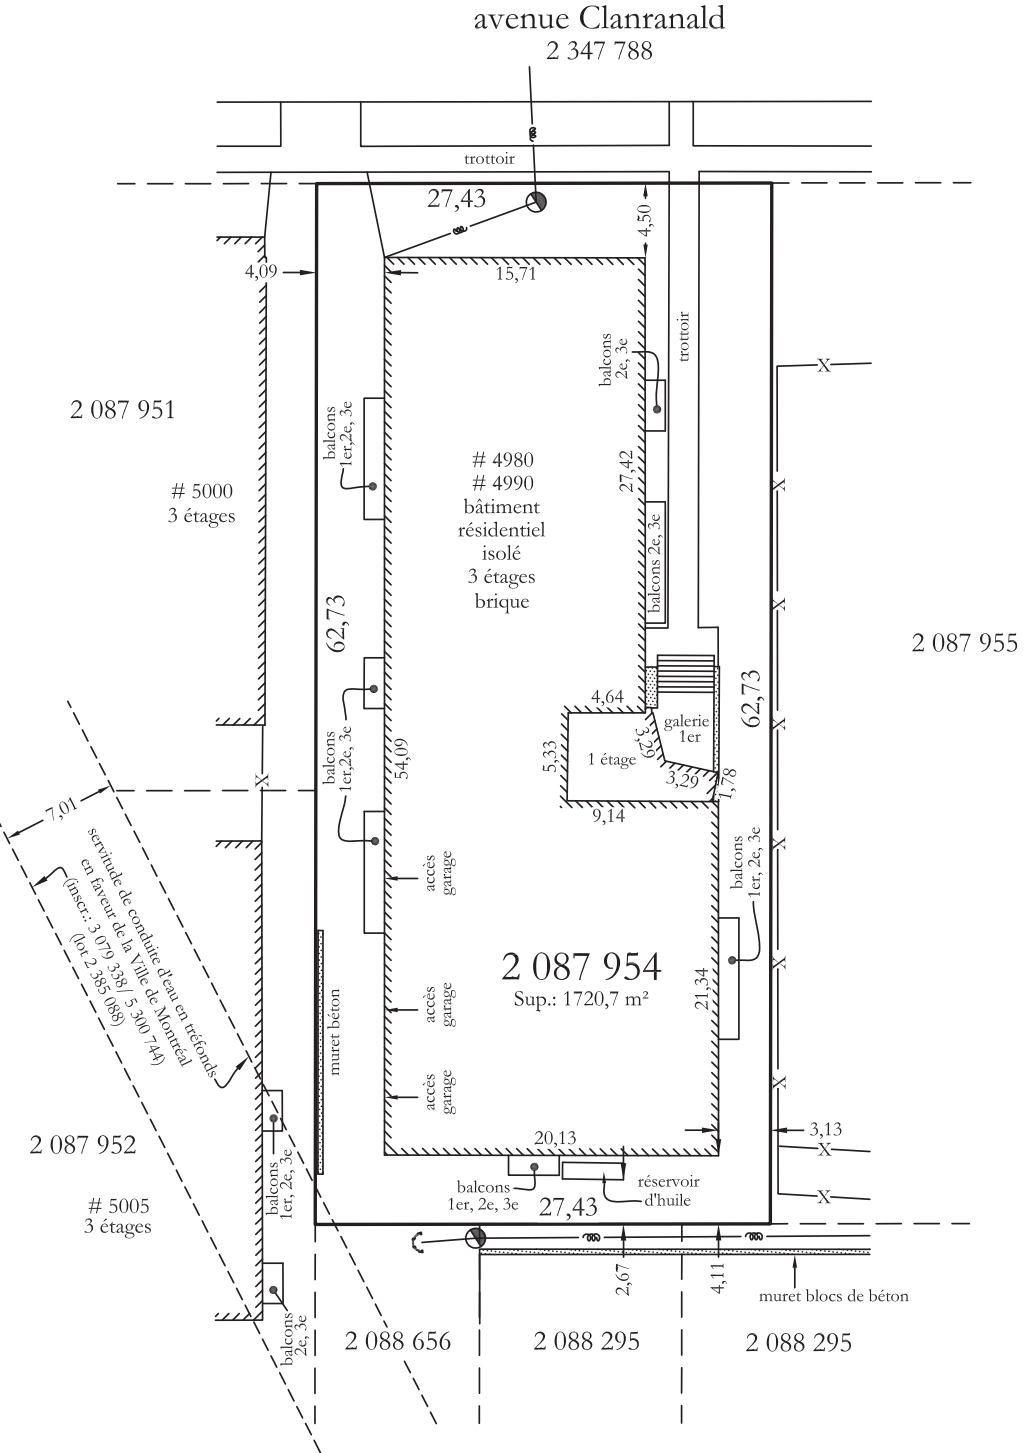 avenue Clanranald
2 347 788
trottoir
27,43
4,50
4,09
15,71
trottoir
balcons
2e, 3e
2 087 951
balcons
1er,2e, 3e
# 5000
3 étages
# 4980
# 4990
bâtiment
résidentiel
isolé
3 étages
brique
27,42
balcons 2e, 3e
X
X
X
62,73
2 087 955
62,73
4,64
galerie
1er
3,29
5,33
1 étage
3,29
1,78
9,14
X
balcons
1er,2e, 3e
54,09
X
7,01
servitude de conduite d'eau en tréfonds
en faveur de la Ville de Montréal
(inscr.: 3 079 338/ 5 300 744)
(lot 2 385 088)
accès
garage
balcons
1er, 2e, 3e
X
2 087 954
Sup.: 1720,7 m²
X
21,34
muret béton
accès
garage
accès
garage
X
2 087 952
20,13
3,13
X
# 5005
3 étages
balcons
1er, 2e, 3e
balcons
1er, 2e, 3e
réservoir
d'huile
X
27,43
2,67
4,11
muret blocs de béton
balcons
2e, 3e
2 088 656
2 088 295
2 088 295